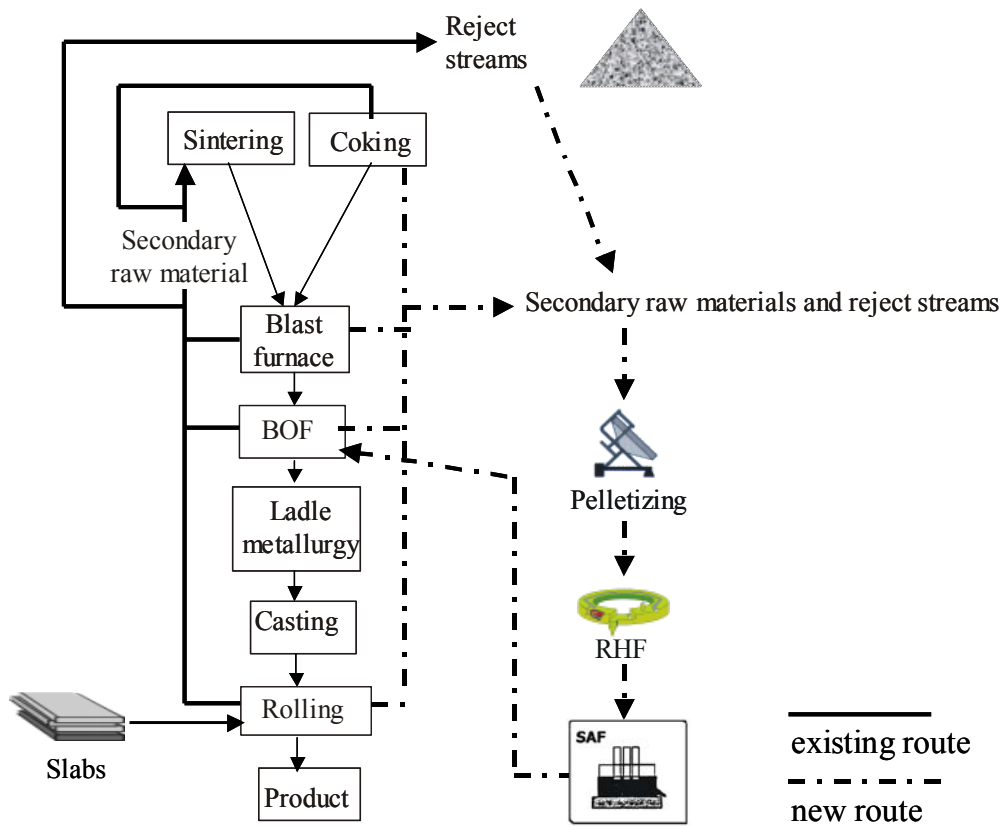 Reject
streams
Sintering
Coking
Secondary
raw material
Secondary raw materials and reject streams
Blast
furnace
BOF
Pelletizing
Ladle
metallurgy
Casting
RHF
Rolling
SAF
existing route
Slabs
Product
new route